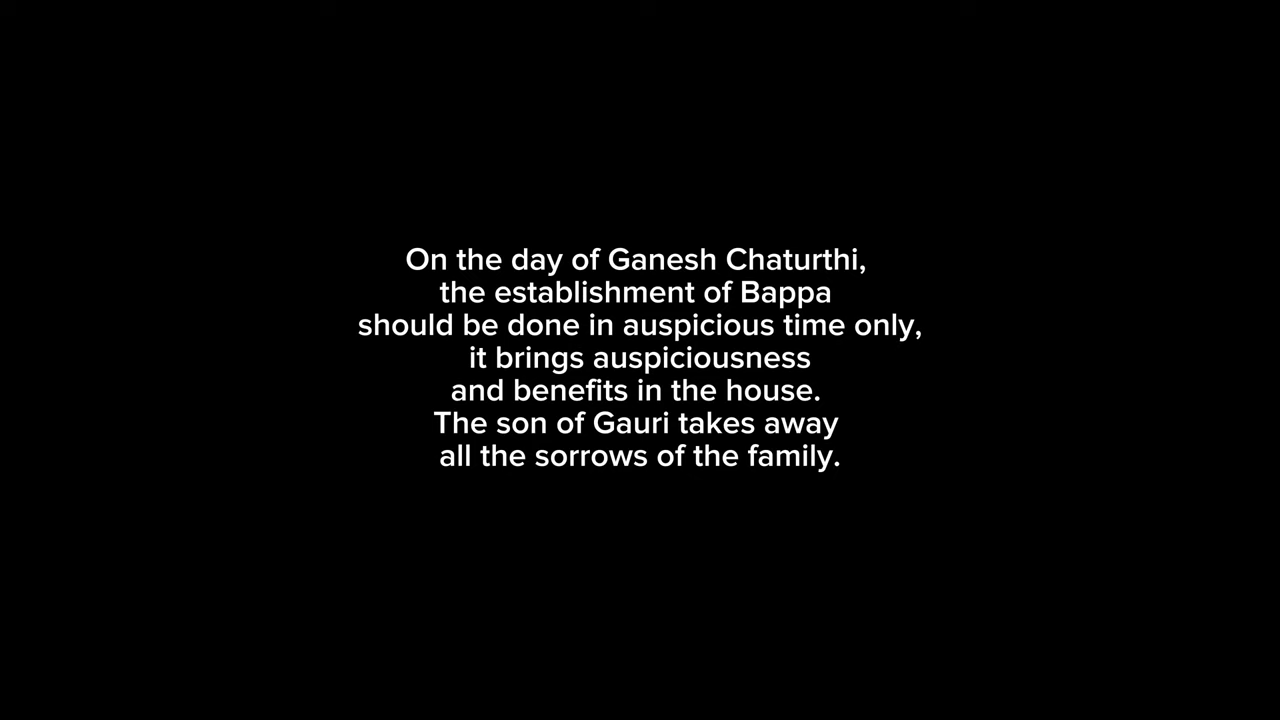 On the day of Ganesh Chaturthi,
the establishment of Bappa
should be done in auspicious time only,
it brings auspiciousness
and benefits in the house.
The son of Gauri takes away
all the sorrows of the family.